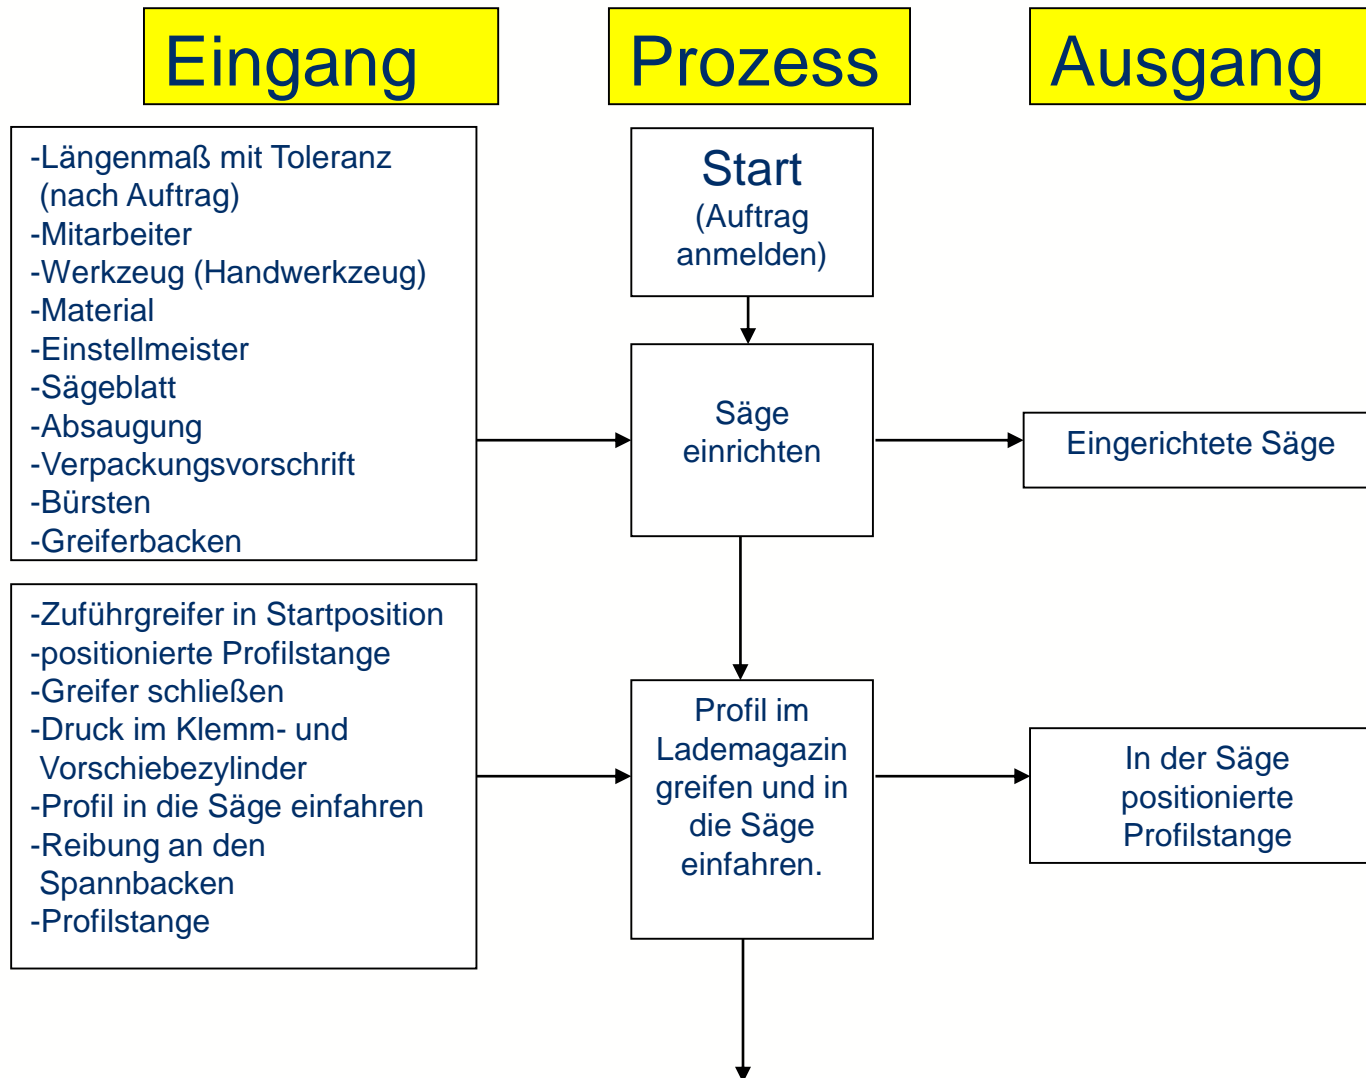 Eingang
Prozess
Ausgang
-Längenmaß mit Toleranz
(nach Auftrag)
-Mitarbeiter
-Werkzeug (Handwerkzeug)
-Material
-Einstellmeister
-Sägeblatt
-Absaugung
-Verpackungsvorschrift
-Bürsten
-Greiferbacken
Start
(Auftrag
anmelden)
Säge
einrichten
Eingerichtete Säge
-Zuführgreifer in Startposition
-positionierte Profilstange
-Greifer schließen
-Druck im Klemm- und
Vorschiebezylinder
-Profil in die Säge einfahren
-Reibung an den
Spannbacken
-Profilstange
Profil im
Lademagazin
greifen und in
die Säge
einfahren.
In der Säge
positionierte
Profilstange